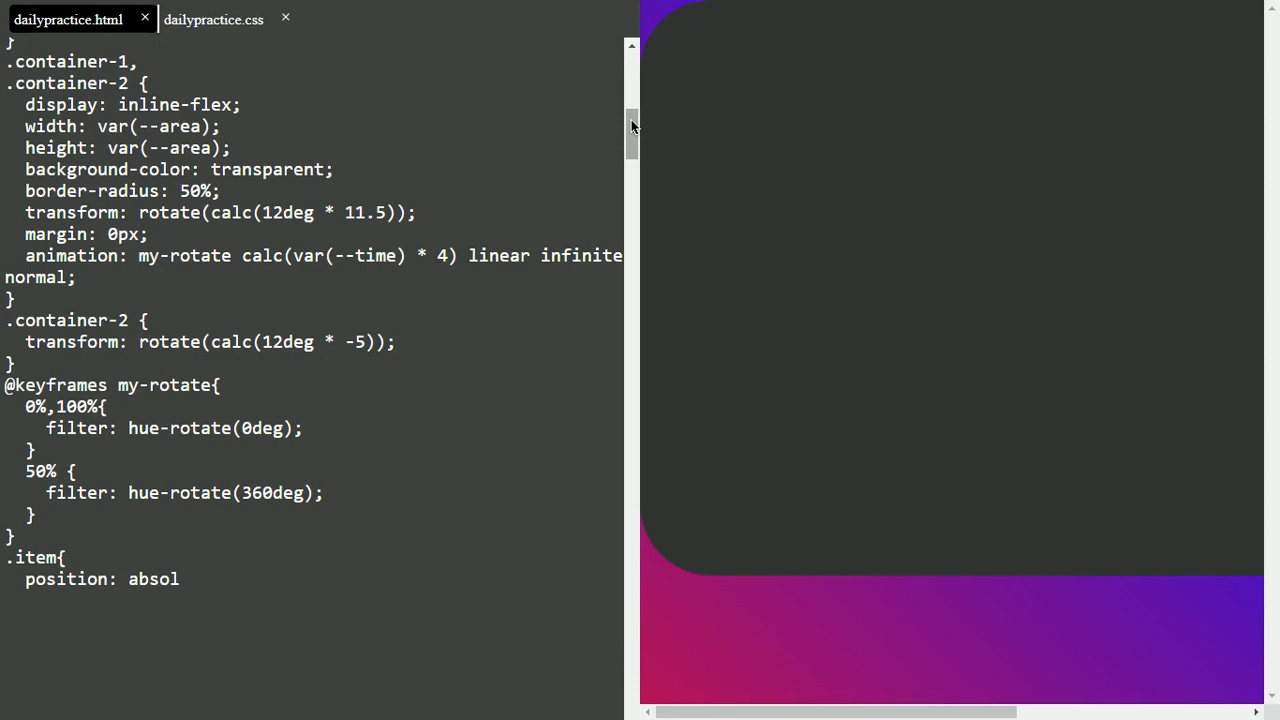 dailypractice.html × dailypractice.css ×
}
.container-1,
.container-2 {
display: inline-flex;
width: var(--area);
height: var(--area);
background-color: transparent;
border-radius: 50%;
transform: rotate(calc(12deg * 11.5));
margin: 0px;
animation: my-rotate calc(var(--time) * 4) linear infinite
normal;
}
.container-2 {
transform: rotate(calc(12deg * -5));
}
@keyframes my-rotate{
0%,100%{
filter: hue-rotate(0deg);
}
50% {
filter: hue-rotate(360deg);
}
}
.item{
position: absol